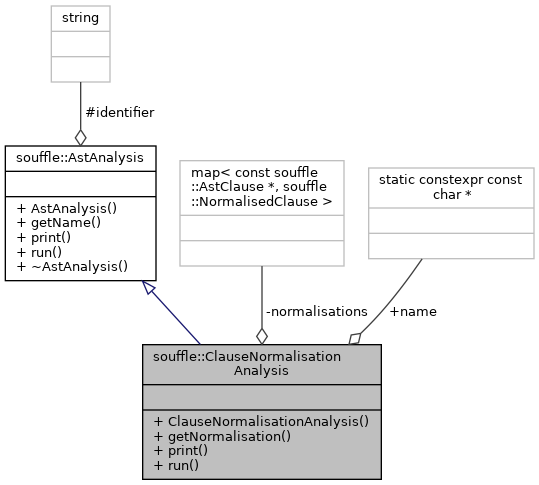 string
#identifier
souffle::AstAnalysis
+ AstAnalysis()
+ getName()
+ print()
+ run()
+ ~AstAnalysis()
map< const souffle
::AstClause *, souffle
::NormalisedClause >
static constexpr const
char *
-normalisations
+name
souffle::ClauseNormalisation
Analysis
+ ClauseNormalisationAnalysis()
+ getNormalisation()
+ print()
+ run()